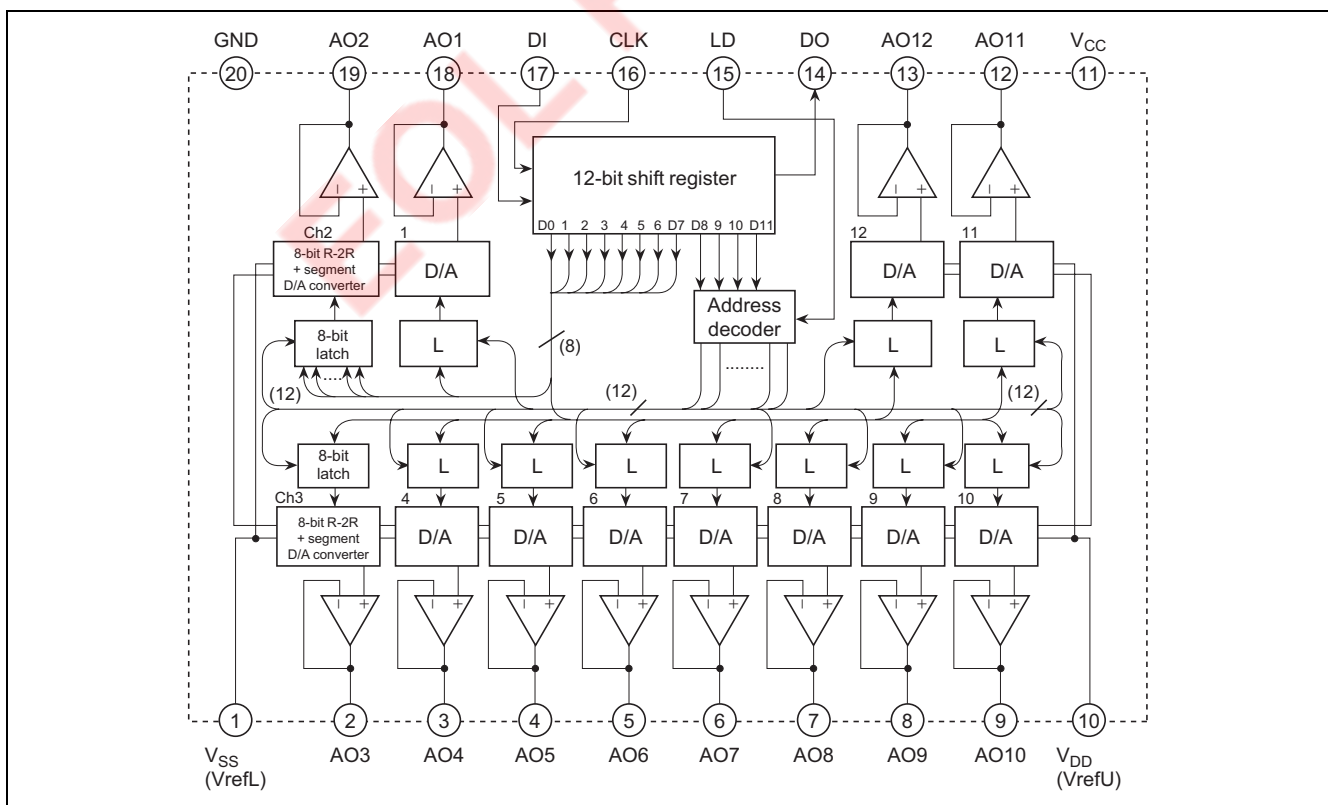 GND AO2 AO1 DI CLK LD DO AO12 AO11 VCC
20 19 18 17 16 15 14 13 12 11
EOL
12-bit shift register
D0 1 2 3 4 5 6 D7 D8 9 10 D11
− + − + − + − +
Ch2 1 12 11
8-bit R-2R
+ segment
D/A converter
D/A D/A D/A
Address
decoder
8-bit
latch
L (8) L L
..... ........
(12) (12) (12)
8-bit
latch
L L L L L L L
Ch3 4 5 6 7 8 9 10
8-bit R-2R
+ segment
D/A converter
D/A D/A D/A D/A D/A D/A D/A
− + − + − + − + − + − + − + − +
1 2 3 4 5 6 7 8 9 10
VSS AO3 AO4 AO5 AO6 AO7 AO8 AO9 AO10 VDD
(VrefL) (VrefU)